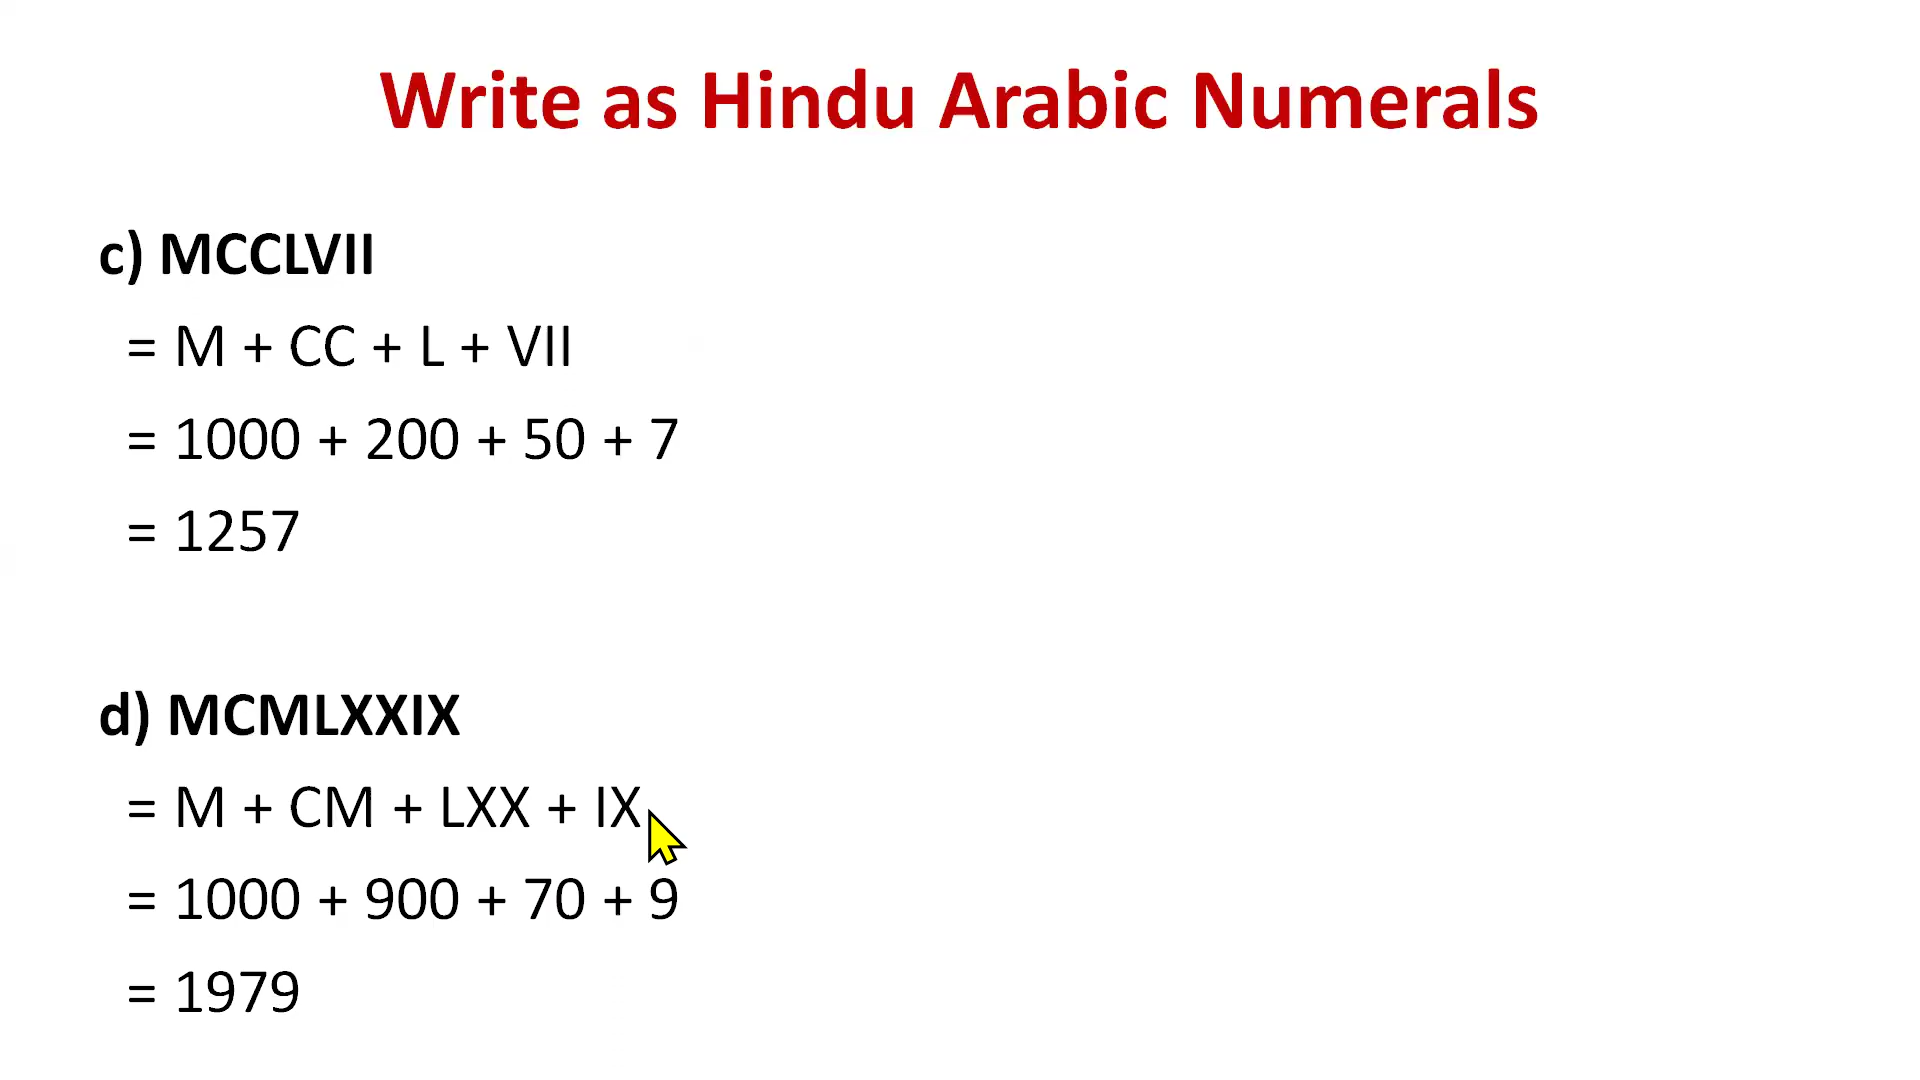 Write as Hindu Arabic Numerals
c) MCCLVII
= M + CC + L + VII
= 1000 + 200 + 50 + 7
= 1257
d) MCMLXXIX
= M + CM + LXX + IX
= 1000 + 900 + 70 + 9
= 1979